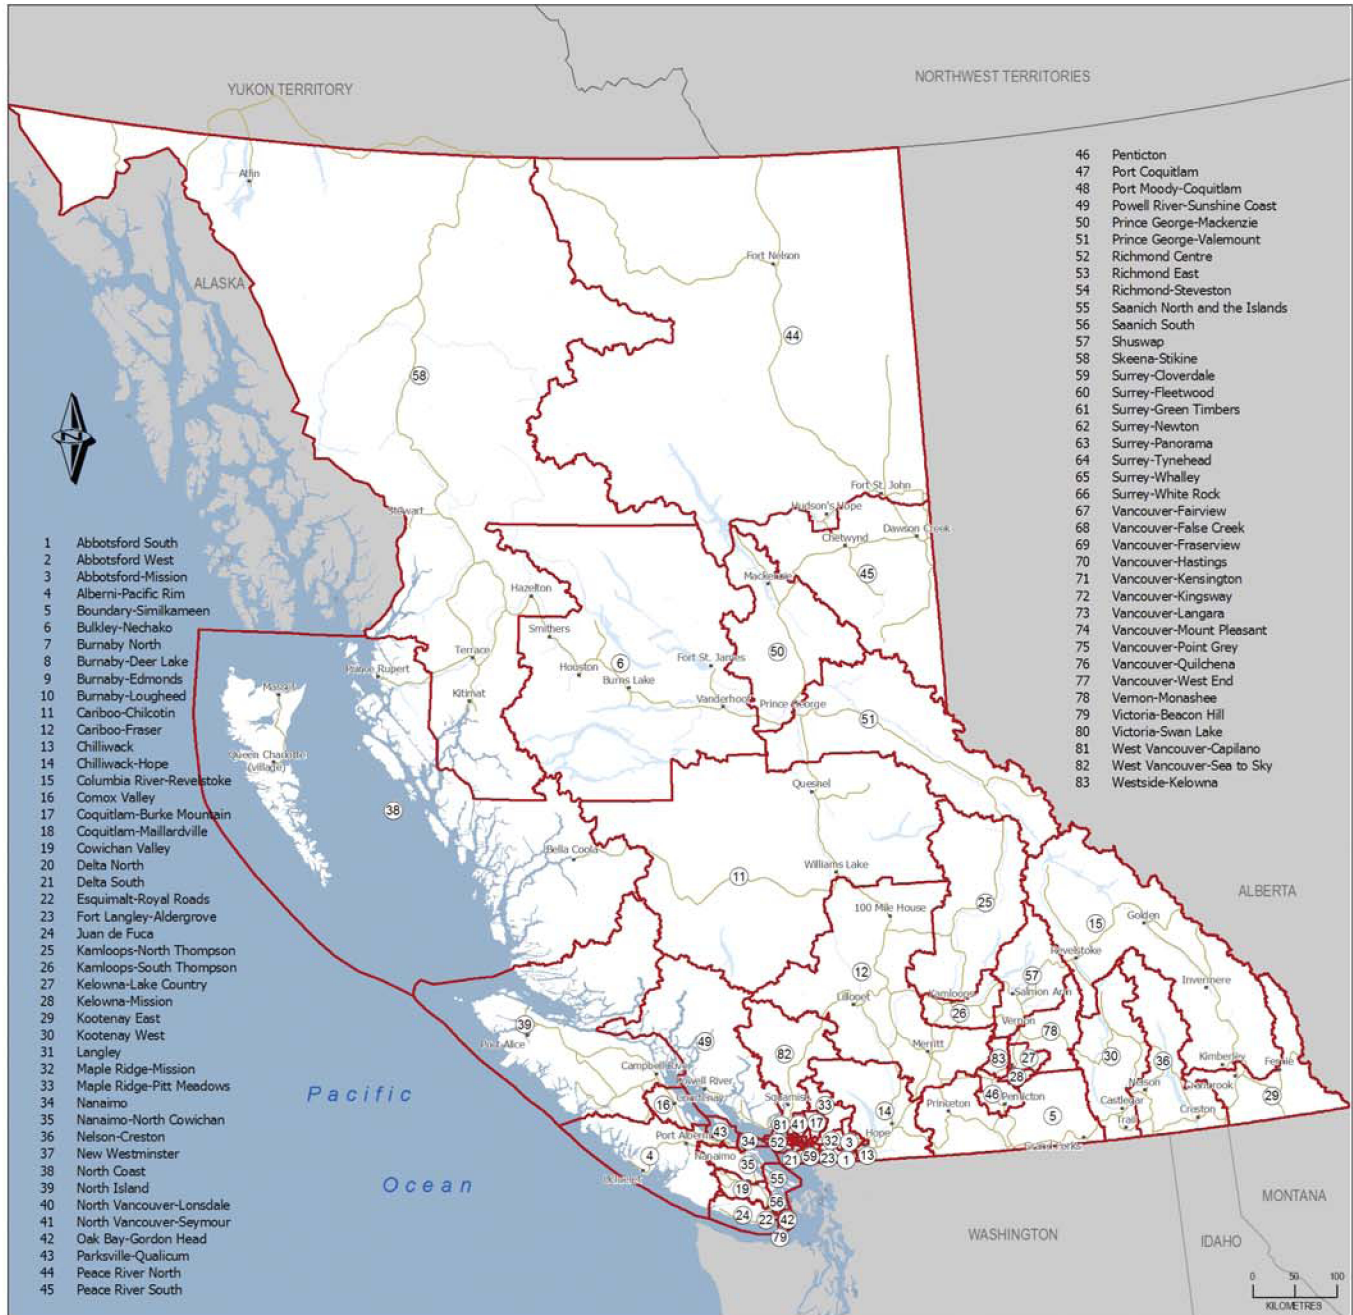 YUKON TERRITORY
NORTHWEST TERRITORIES
ALASKA
ALBERTA
MONTANA
IDAHO
WASHINGTON
Pacific
Ocean
N
1 Abbotsford South
2 Abbotsford West
3 Abbotsford-Mission
4 Alberni-Pacific Rim
5 Boundary-Similkameen
6 Bulkley-Nechako
7 Burnaby North
8 Burnaby-Deer Lake
9 Burnaby-Edmonds
10 Burnaby-Lougheed
11 Cariboo-Chilcotin
12 Cariboo-Fraser
13 Chilliwack
14 Chilliwack-Hope
15 Columbia River-Revelstoke
16 Comox Valley
17 Coquitlam-Burke Mountain
18 Coquitlam-Maillardville
19 Cowichan Valley
20 Delta North
21 Delta South
22 Esquimalt-Royal Roads
23 Fort Langley-Aldergrove
24 Juan de Fuca
25 Kamloops-North Thompson
26 Kamloops-South Thompson
27 Kelowna-Lake Country
28 Kelowna-Mission
29 Kootenay East
30 Kootenay West
31 Langley
32 Maple Ridge-Mission
33 Maple Ridge-Pitt Meadows
34 Nanaimo
35 Nanaimo-North Cowichan
36 Nelson-Creston
37 New Westminster
38 North Coast
39 North Island
40 North Vancouver-Lonsdale
41 North Vancouver-Seymour
42 Oak Bay-Gordon Head
43 Parksville-Qualicum
44 Peace River North
45 Peace River South
46 Penticton
47 Port Coquitlam
48 Port Moody-Coquitlam
49 Powell River-Sunshine Coast
50 Prince George-Mackenzie
51 Prince George-Valemount
52 Richmond Centre
53 Richmond East
54 Richmond-Steveston
55 Saanich North and the Islands
56 Saanich South
57 Shuswap
58 Skeena-Stikine
59 Surrey-Cloverdale
60 Surrey-Fleetwood
61 Surrey-Green Timbers
62 Surrey-Newton
63 Surrey-Panorama
64 Surrey-Tynehead
65 Surrey-Whalley
66 Surrey-White Rock
67 Vancouver-Fairview
68 Vancouver-False Creek
69 Vancouver-Fraserview
70 Vancouver-Hastings
71 Vancouver-Kensington
72 Vancouver-Kingsway
73 Vancouver-Langara
74 Vancouver-Mount Pleasant
75 Vancouver-Point Grey
76 Vancouver-Quilchena
77 Vancouver-West End
78 Vernon-Monashee
79 Victoria-Beacon Hill
80 Victoria-Swan Lake
81 West Vancouver-Capilano
82 West Vancouver-Sea to Sky
83 Westside-Kelowna
Atlin
Fort Nelson
44
58
Fort St. John
Hudson's Hope
Stewart
Dawson Creek
Chetwynd
45
Mackenzie
Hazelton
Smithers
Terrace
Prince Rupert
Houston
6
Fort St. James
50
Kitimat
Burns Lake
Vanderhoof
Prince George
51
Masset
Queen Charlotte
(village)
Quesnel
38
Bella Coola
Williams Lake
11
100 Mile House
25
15
Golden
Revelstoke
57
12
Invermere
Salmon Arm
Kamloops
Lillooet
26
Vernon
78
39
Port Alice
49
82
Merritt
83
27
30
36
Kimberley
Fernie
Campbell River
Powell River
28
Nelson
Cranbrook
29
16
Courtenay
Squamish
33
14
Princeton
46
Penticton
5
Castlegar
Creston
Trail
Grand Forks
43
81
41
17
Hope
Port Alberni
34
52
32
3
Nanaimo
4
35
21
59
23
1
13
Ucluelet
19
55
56
24
22
42
79
0 50 100
KILOMETRES